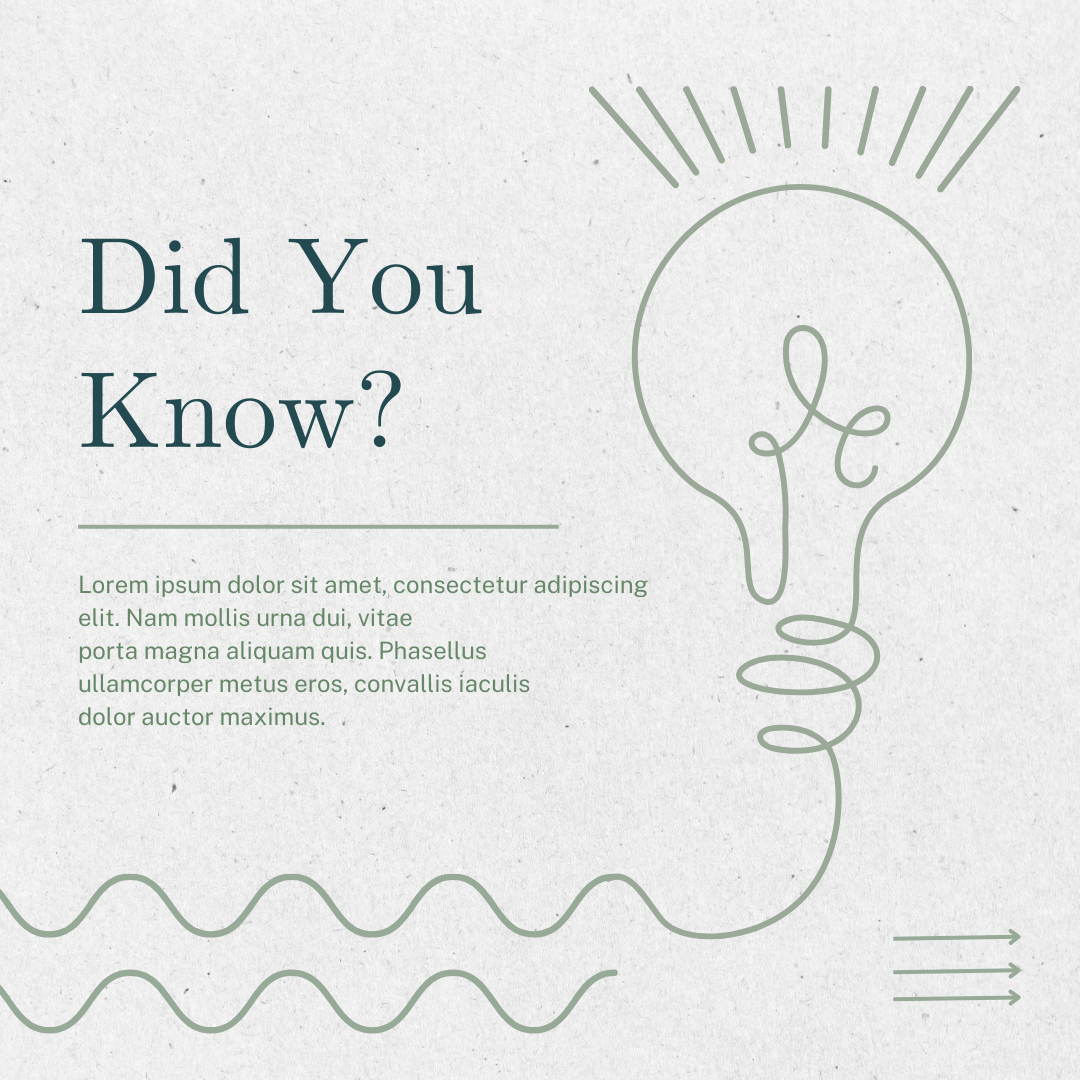 Did You
Know?
Lorem ipsum dolor sit amet, consectetur adipiscing
elit. Nam mollis urna dui, vitae
porta magna aliquam quis. Phasellus
ullamcorper metus eros, convallis iaculis
dolor auctor maximus.